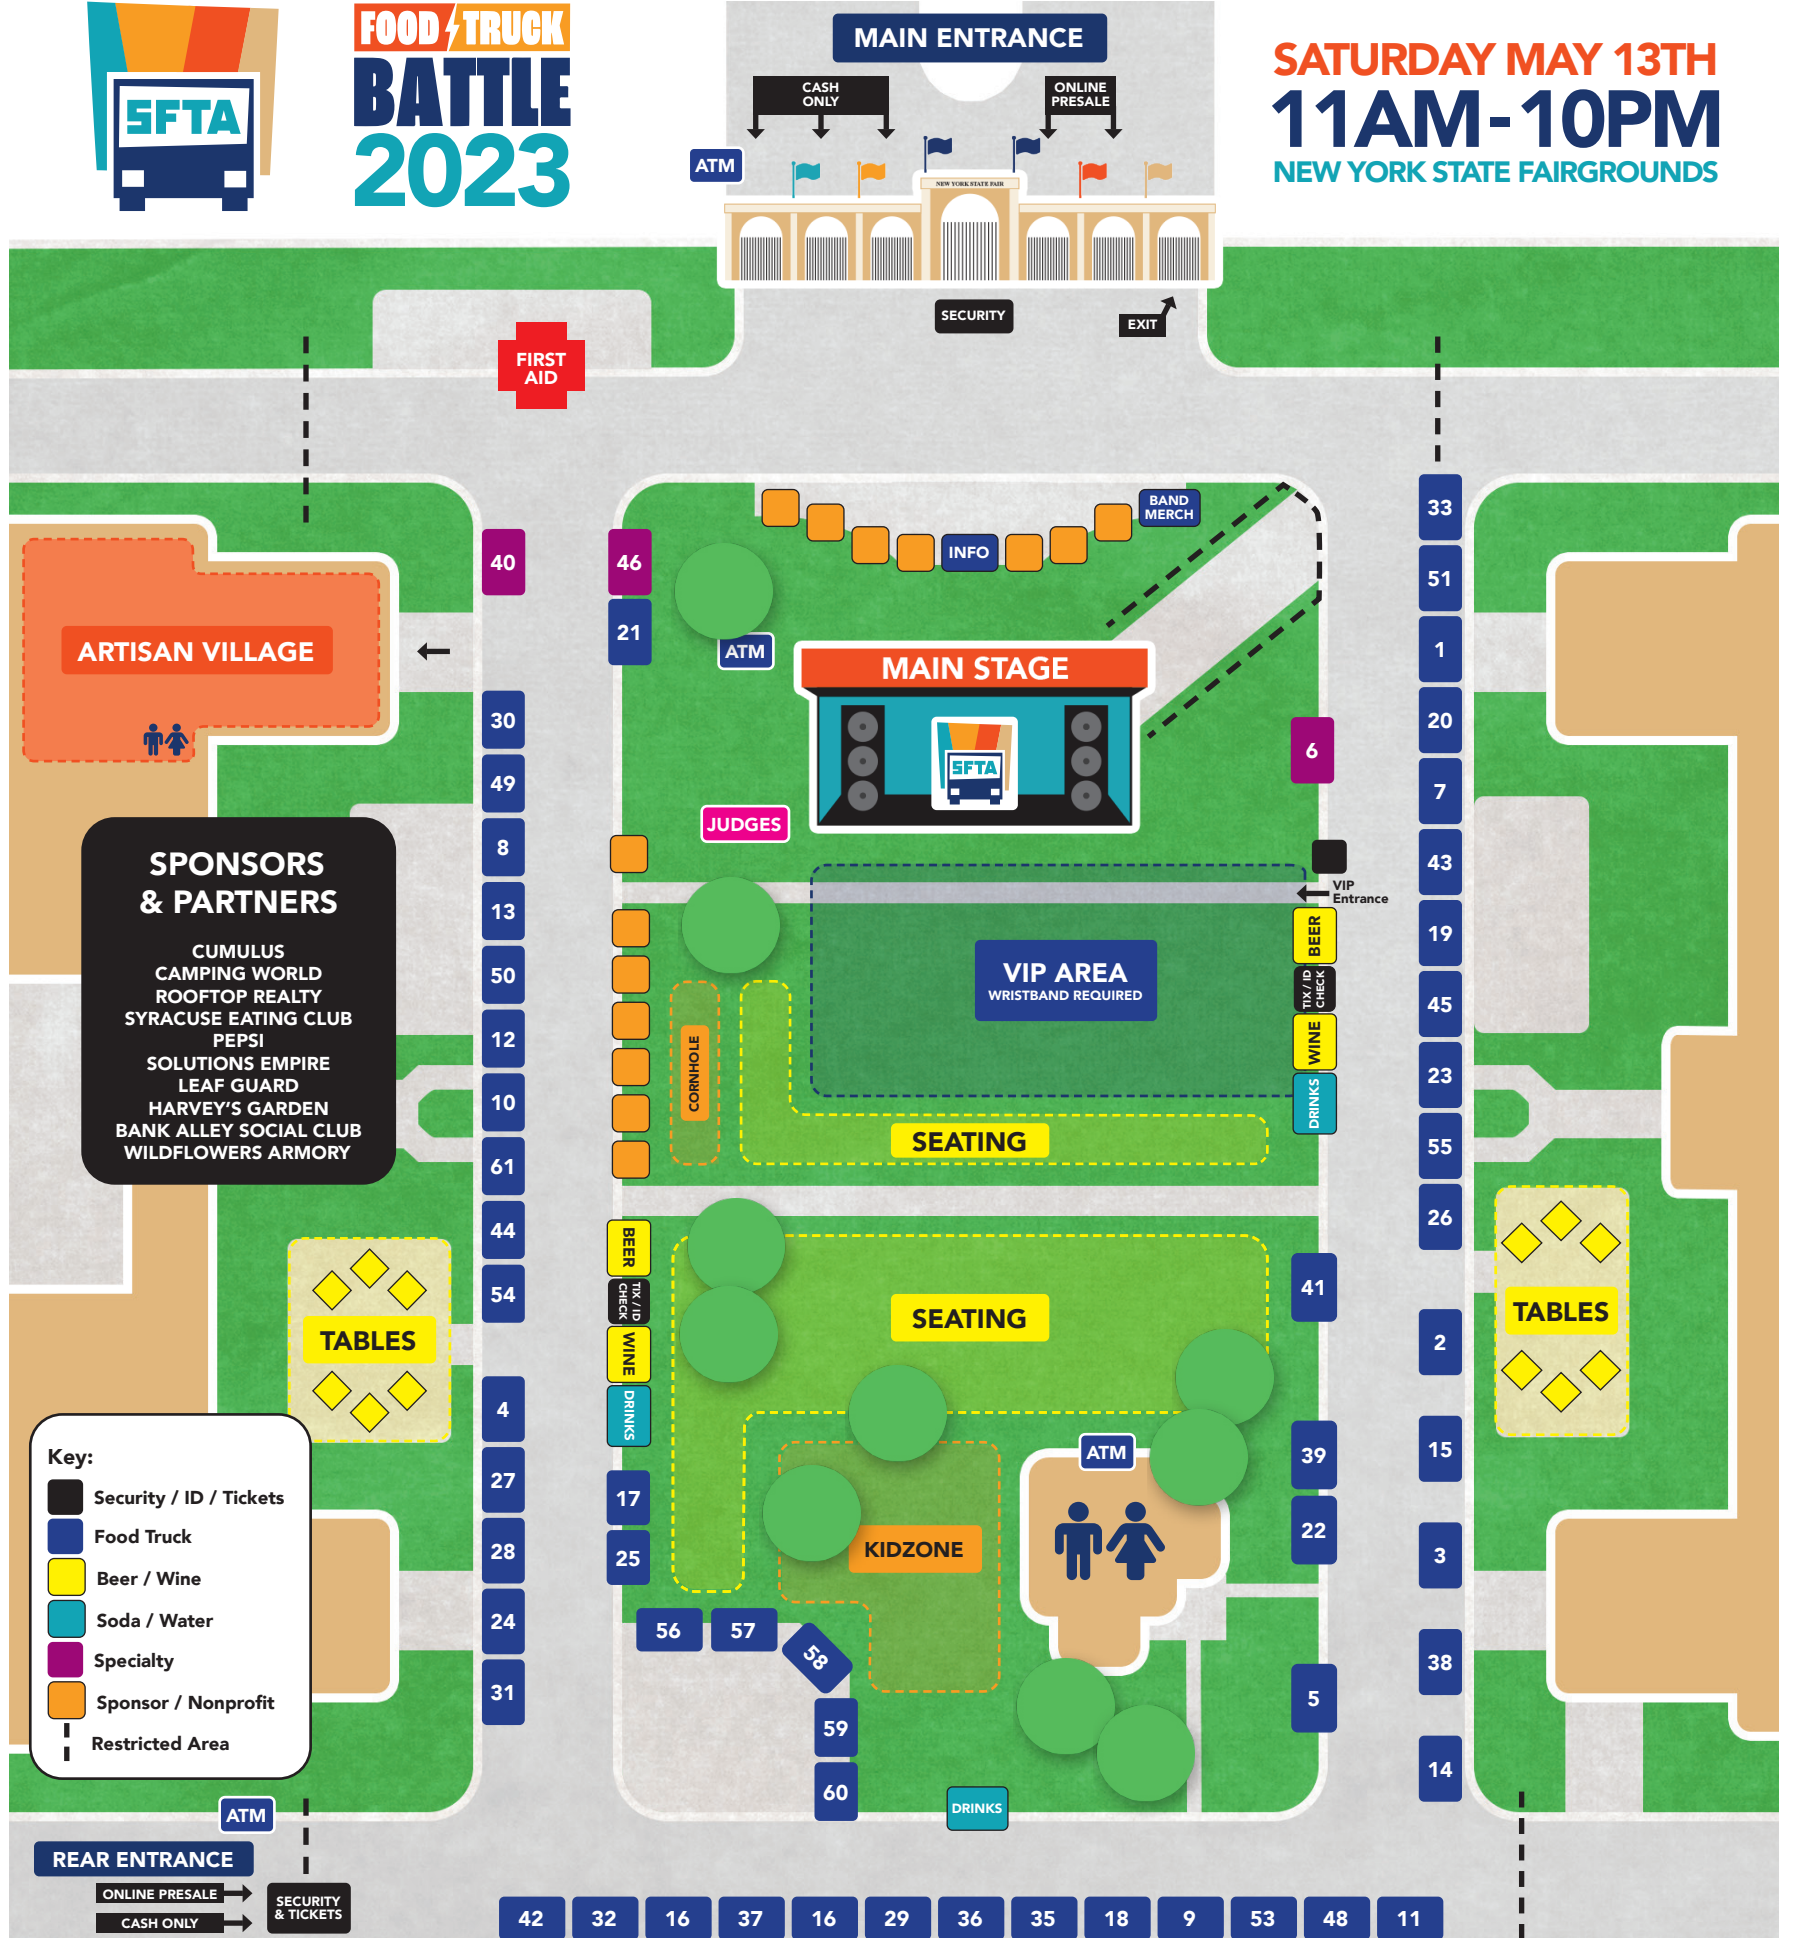 SFTA
FOOD TRUCK
BATTLE
2023
MAIN ENTRANCE
CASH
ONLY
ONLINE
PRESALE
ATM
NEW YORK STATE FAIR
SATURDAY MAY 13TH
11AM-10PM
NEW YORK STATE FAIRGROUNDS
SECURITY
EXIT
FIRST
AID
BAND
MERCH
INFO
40
46
21
ATM
ARTISAN VILLAGE
MAIN STAGE
SFTA
JUDGES
6
33
51
1
20
7
43
19
45
23
55
26
2
15
3
38
14
30
49
8
13
50
12
10
61
44
54
4
27
28
24
31
SPONSORS
& PARTNERS
CUMULUS
CAMPING WORLD
ROOFTOP REALTY
SYRACUSE EATING CLUB
PEPSI
SOLUTIONS EMPIRE
LEAF GUARD
HARVEY'S GARDEN
BANK ALLEY SOCIAL CLUB
WILDFLOWERS ARMORY
VIP
Entrance
VIP AREA
WRISTBAND REQUIRED
BEER
TIX / ID
CHECK
WINE
DRINKS
CORNHOLE
SEATING
BEER
TIX / ID
CHECK
WINE
DRINKS
SEATING
41
TABLES
TABLES
17
25
ATM
39
22
KIDZONE
56
57
58
59
60
5
DRINKS
Key:
Security / ID / Tickets
Food Truck
Beer / Wine
Soda / Water
Specialty
Sponsor / Nonprofit
Restricted Area
ATM
REAR ENTRANCE
ONLINE PRESALE
CASH ONLY
SECURITY
& TICKETS
42
32
16
37
16
29
36
35
18
9
53
48
11